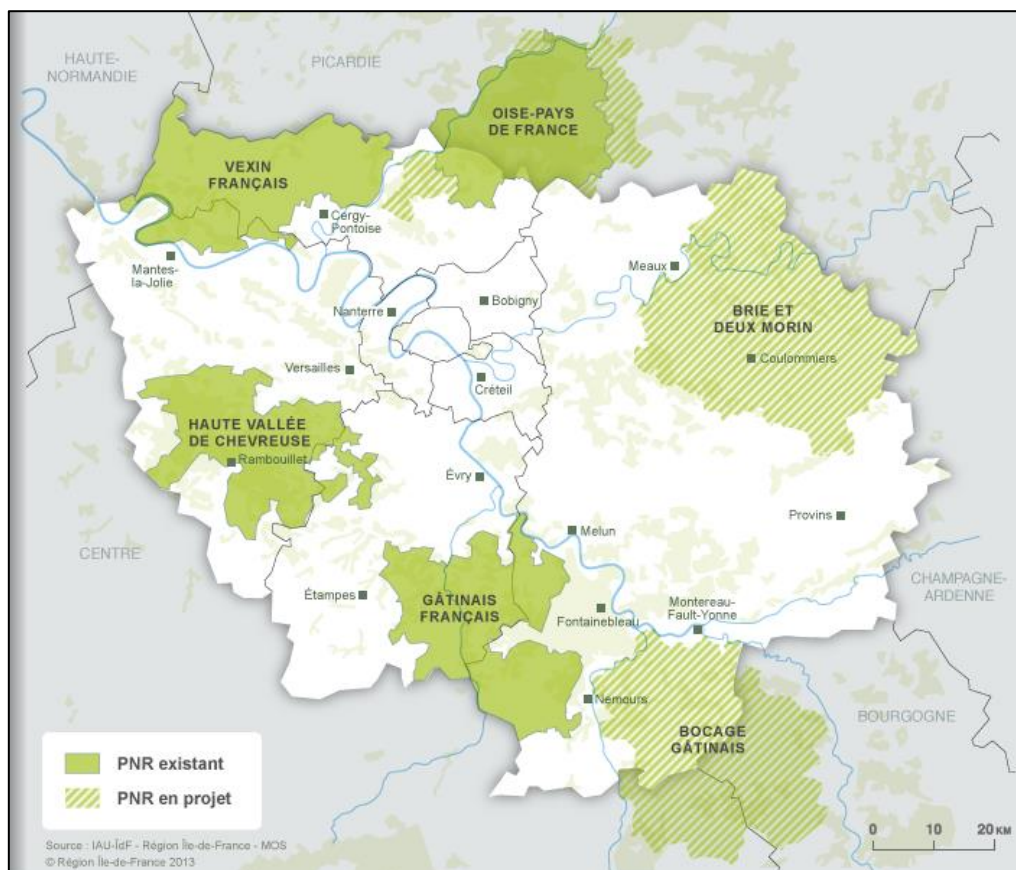 HAUTE-
NORMANDIE
PICARDIE
OISE-PAYS
DE FRANCE
VEXIN
FRANÇAIS
Cergy-
Pontoise
Mantes-
la-Jolie
Meaux
Bobigny
Nanterre
BRIE ET
DEUX MORIN
Coulommiers
Versailles
Créteil
HAUTE VALLÉE
DE CHEVREUSE
Rambouillet
Évry
Provins
Melun
CENTRE
CHAMPAGNE-
ARDENNE
Étampes
GÂTINAIS
FRANÇAIS
Fontainebleau
Montereau-
Fault-Yonne
Nemours
BOURGOGNE
BOCAGE
GÂTINAIS
PNR existant
PNR en projet
0 10 20 KM
Source : IAU-ÎdF - Région Île-de-France - MOS
© Région Île-de-France 2013